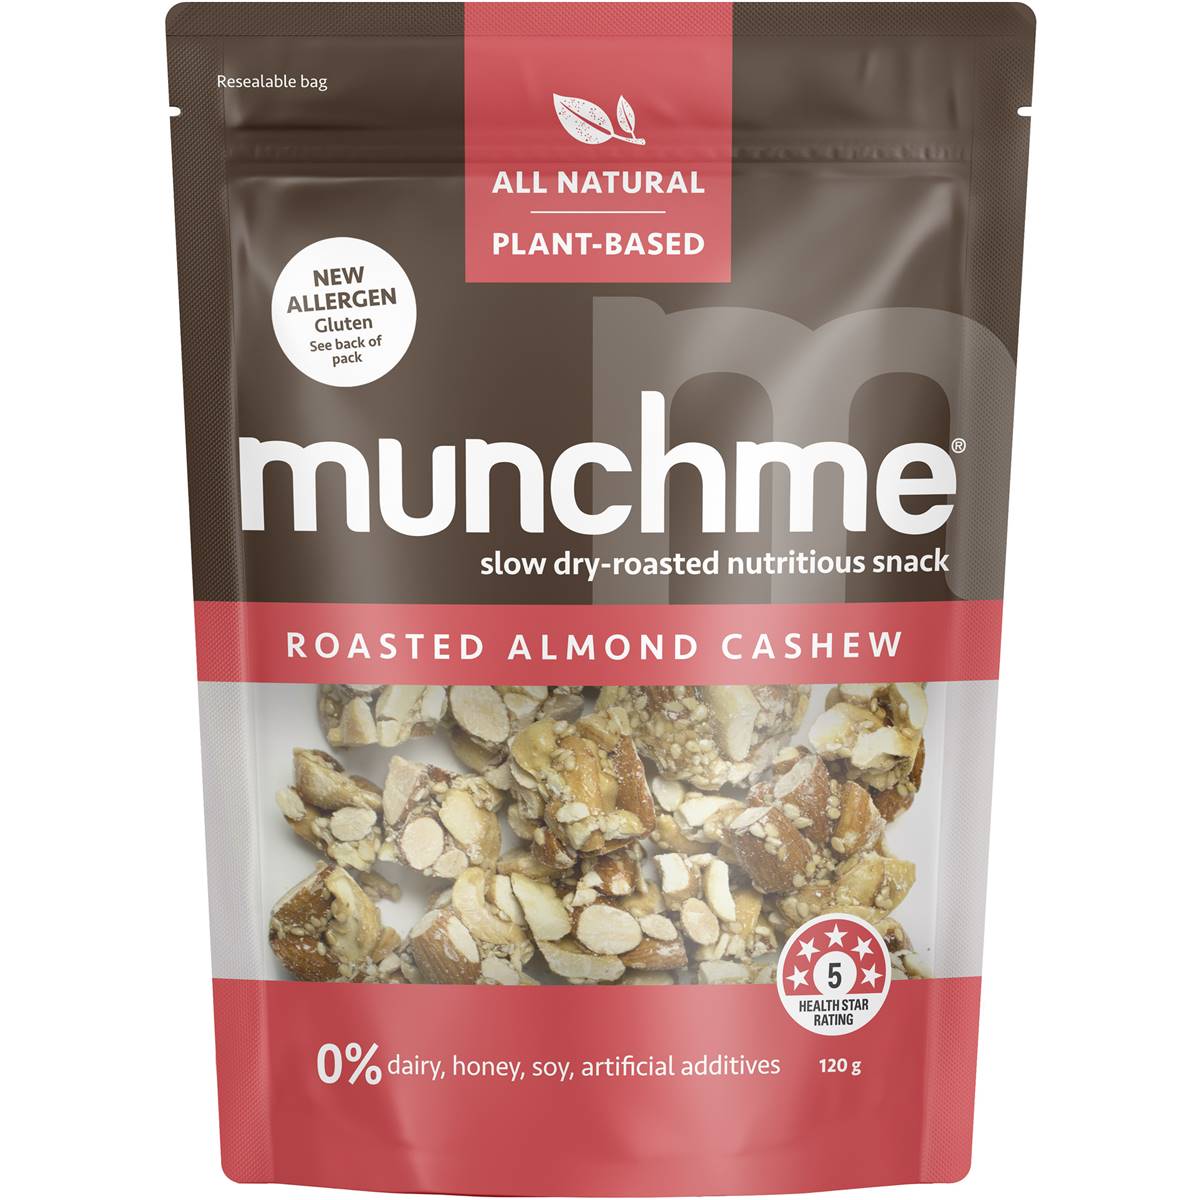 Resealable bag
ALL NATURAL
PLANT-BASED
NEW
ALLERGEN
Gluten
See back of
pack
m
munchme®
slow dry-roasted nutritious snack
ROASTED ALMOND CASHEW
5
HEALTH STAR
RATING
0% dairy, honey, soy, artificial additives
120 g